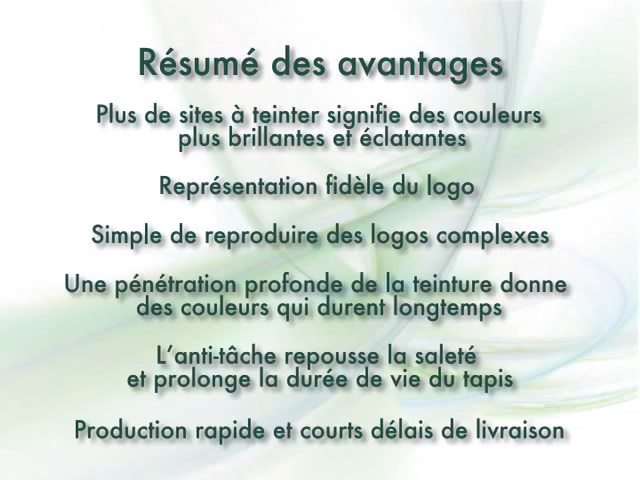 Résumé des avantages
Plus de sites à teinter signifie des couleurs
plus brillantes et éclatantes
Représentation fidèle du logo
Simple de reproduire des logos complexes
Une pénétration profonde de la teinture donne
des couleurs qui durent longtemps
L’anti-tâche repousse la saleté
et prolonge la durée de vie du tapis
Production rapide et courts délais de livraison